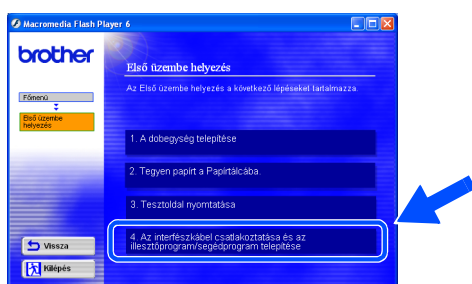 Macromedia Flash Player 6
brother
Első üzembe helyezés
Az Első üzembe helyezés a következő lépéseket tartalmazza.
Főmenü
Első üzembe
helyezés
1. A dobegység telepítése
2. Tegyen papírt a Papírtálcába.
3. Tesztoldal nyomtatása
4. Az interfészkábel csatlakoztatása és az
illesztőprogram/segédprogram telepítése
Vissza
Kilépés